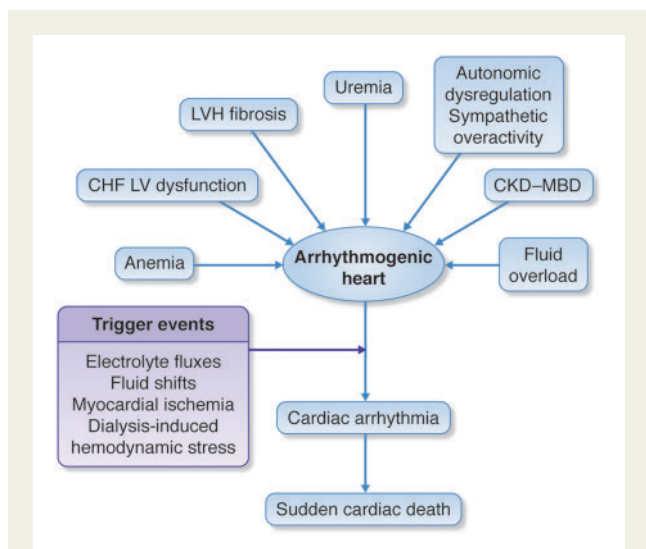 Uremia
Autonomic
dysregulation
Sympathetic
overactivity
LVH fibrosis
CHF LV dysfunction
CKD–MBD
Anemia
Arrhythmogenic
heart
Fluid
overload
Trigger events
Electrolyte fluxes
Fluid shifts
Myocardial ischemia
Dialysis-induced
hemodynamic stress
Cardiac arrhythmia
Sudden cardiac death